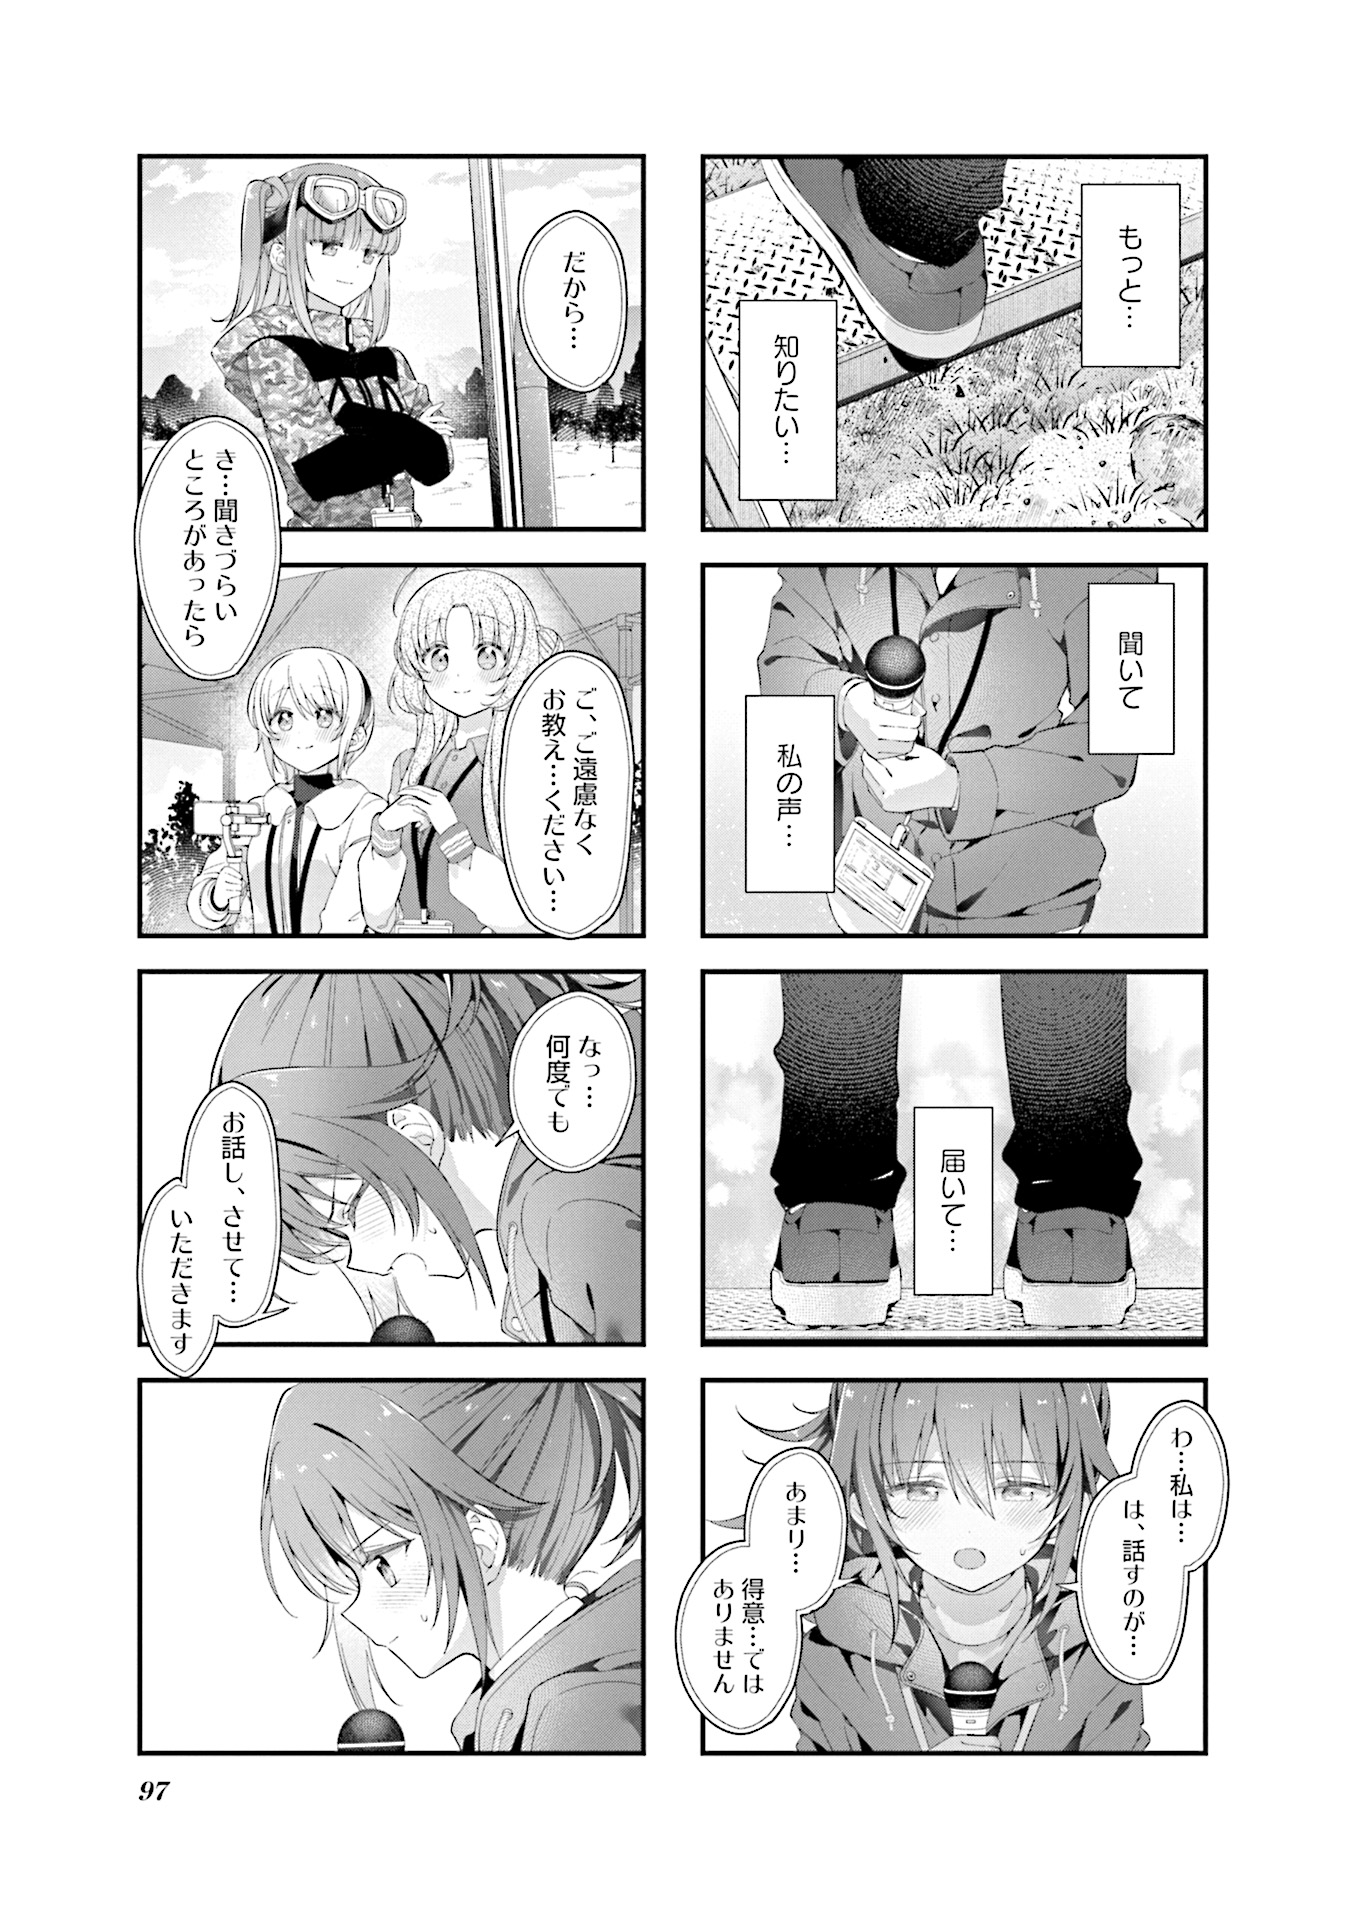 もっと…
知りたい…
聞いて
私の声…
届いて…
わ…私は…
は、話すのが…
あまり…
得意…では
ありません
だから…
き…聞きづらい
ところがあったら
ご、ご遠慮なく
お教え…ください…
なっ…
何度でも
お話し、させて…
いただきます
97